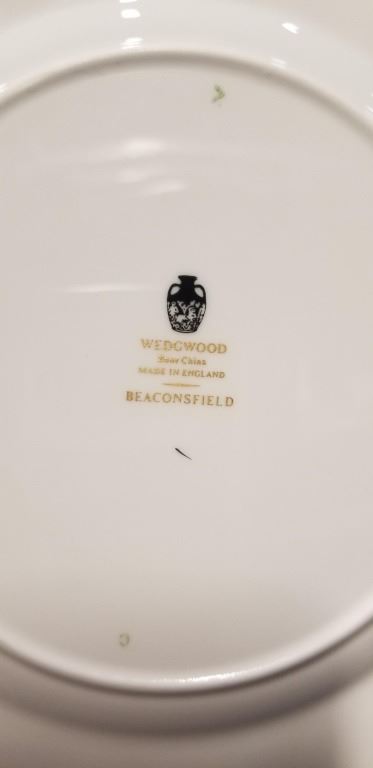 WEDGWOOD
Bone China
MADE IN ENGLAND
BEACONSFIELD
C